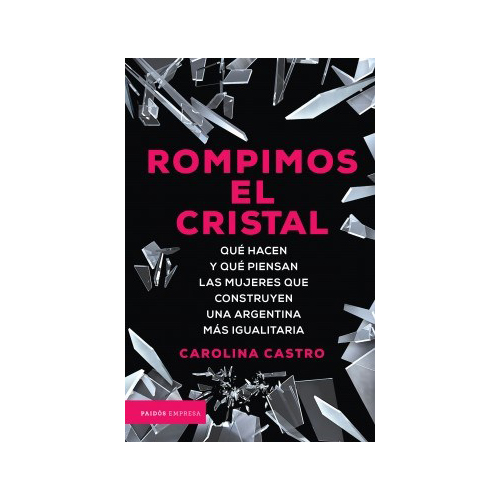 ROMPIMOS
EL
CRISTAL
QUÉ HACEN
Y QUÉ PIENSAN
LAS MUJERES QUE
CONSTRUYEN
UNA ARGENTINA
MÁS IGUALITARIA
CAROLINA CASTRO
PAIDÓS EMPRESA